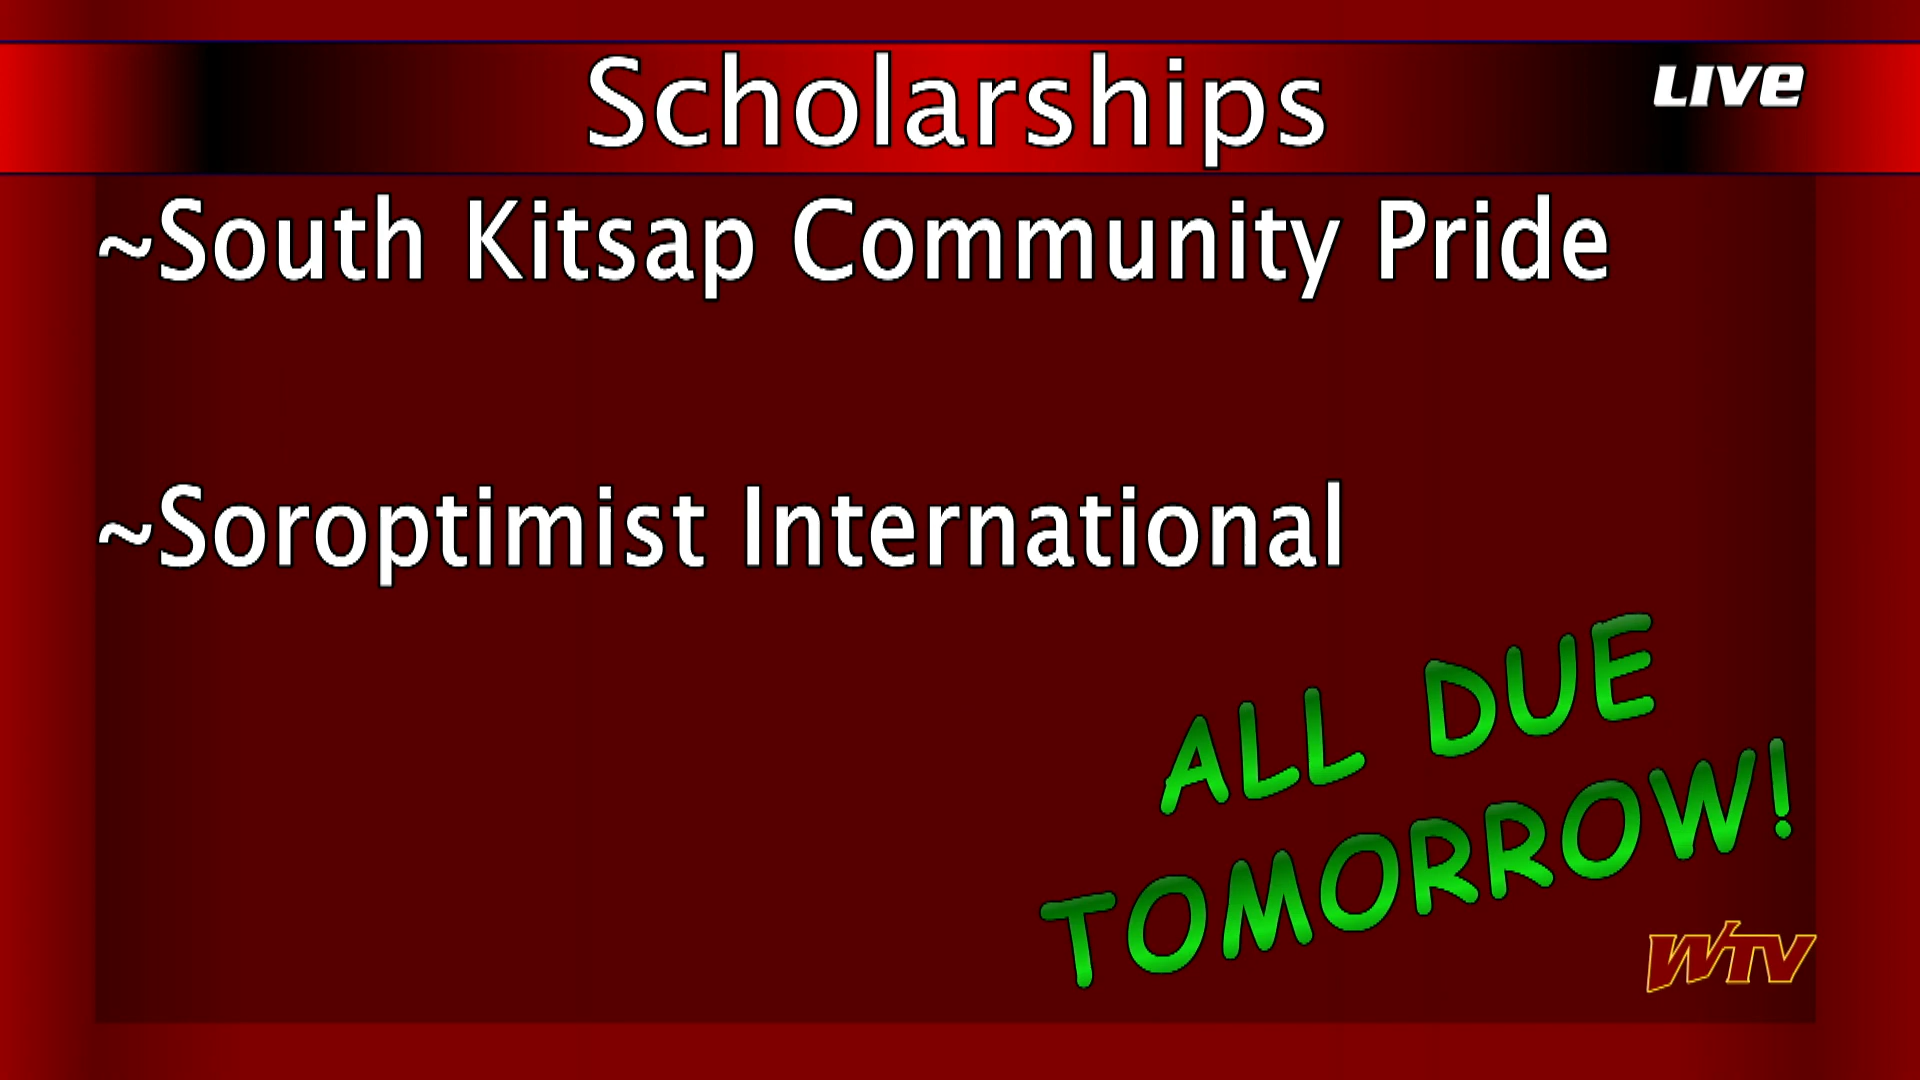 Scholarships
LIVE
~South Kitsap Community Pride
~Soroptimist International
ALL DUE
TOMORROW!
WTV